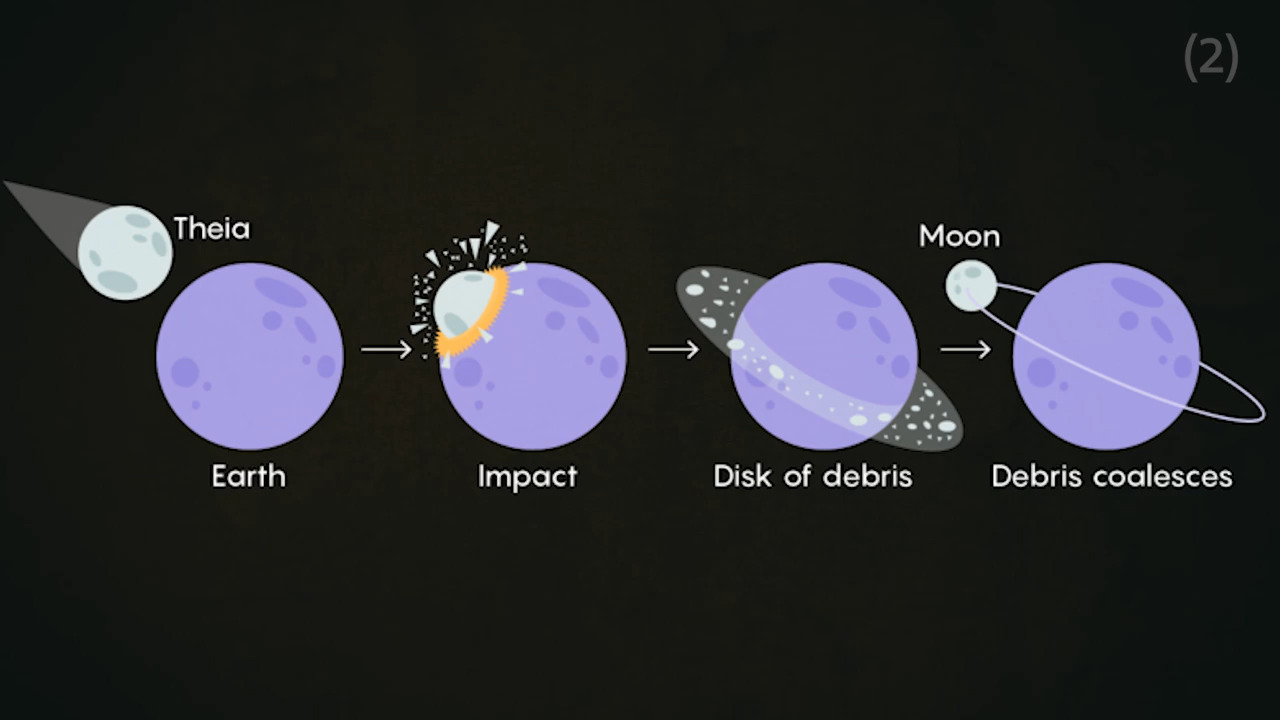 (2)
Theia
Moon
Earth
Impact
Disk of debris
Debris coalesces